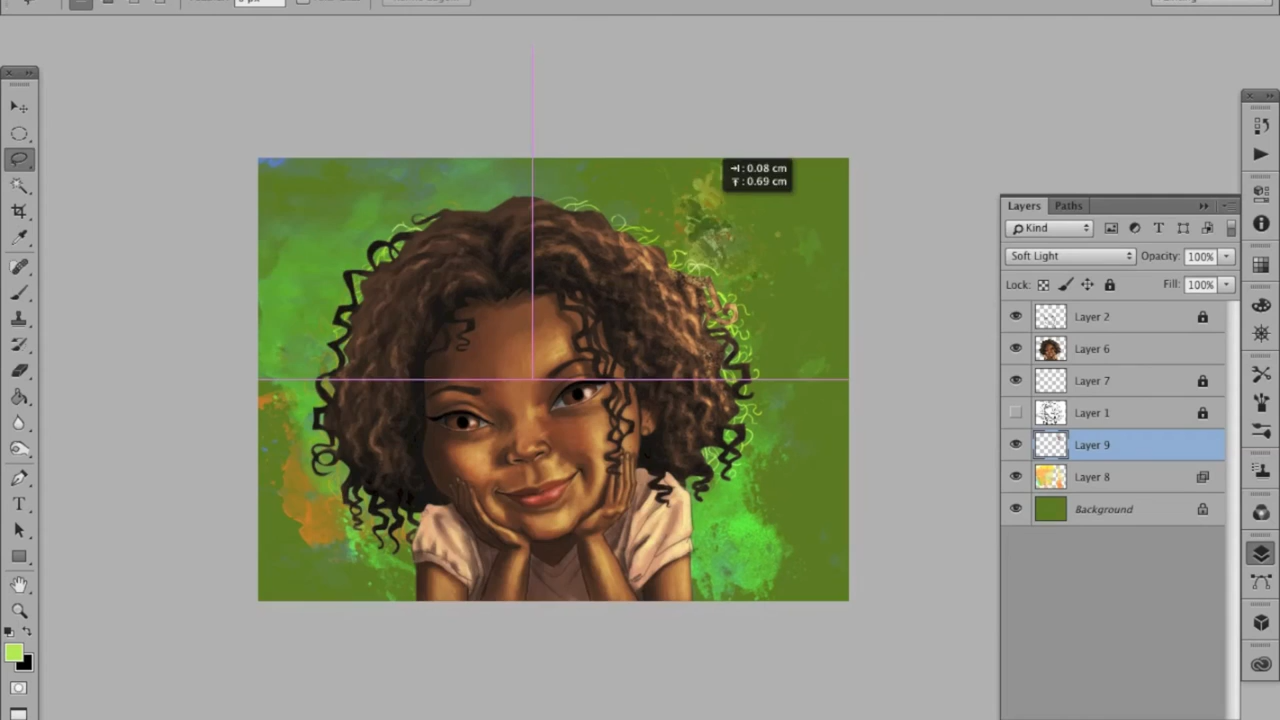 : 0.08 cm
: 0.69 cm
Layers Paths
Kind
Soft Light Opacity: 100%
Lock: Fill: 100%
Layer 2
Layer 6
Layer 7
Layer 1
Layer 9
Layer 8
Background
T